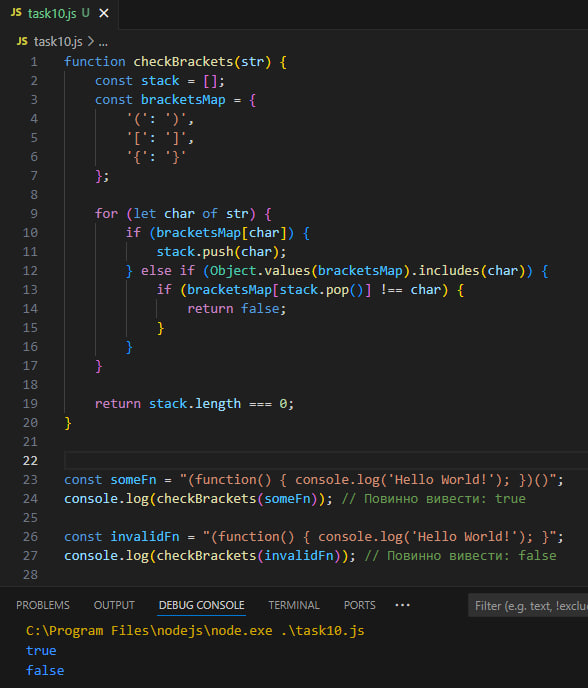 JS task10.js U ×
JS task10.js > ...
1 function checkBrackets(str) {
2     const stack = [];
3     const bracketsMap = {
4         '(': ')',
5         '[': ']',
6         '{': '}'
7     };
8
9     for (let char of str) {
10         if (bracketsMap[char]) {
11             stack.push(char);
12         } else if (Object.values(bracketsMap).includes(char)) {
13             if (bracketsMap[stack.pop()] !== char) {
14                 return false;
15             }
16         }
17     }
18
19     return stack.length === 0;
20 }
21
22
23 const someFn = "(function() { console.log('Hello World!'); })()";
24 console.log(checkBrackets(someFn)); // Повинно вивести: true
25
26 const invalidFn = "(function() { console.log('Hello World!'); }";
27 console.log(checkBrackets(invalidFn)); // Повинно вивести: false
28
PROBLEMS OUTPUT DEBUG CONSOLE TERMINAL PORTS ··· Filter (e.g. text, !exclu
C:\Program Files\nodejs\node.exe .\task10.js
true
false